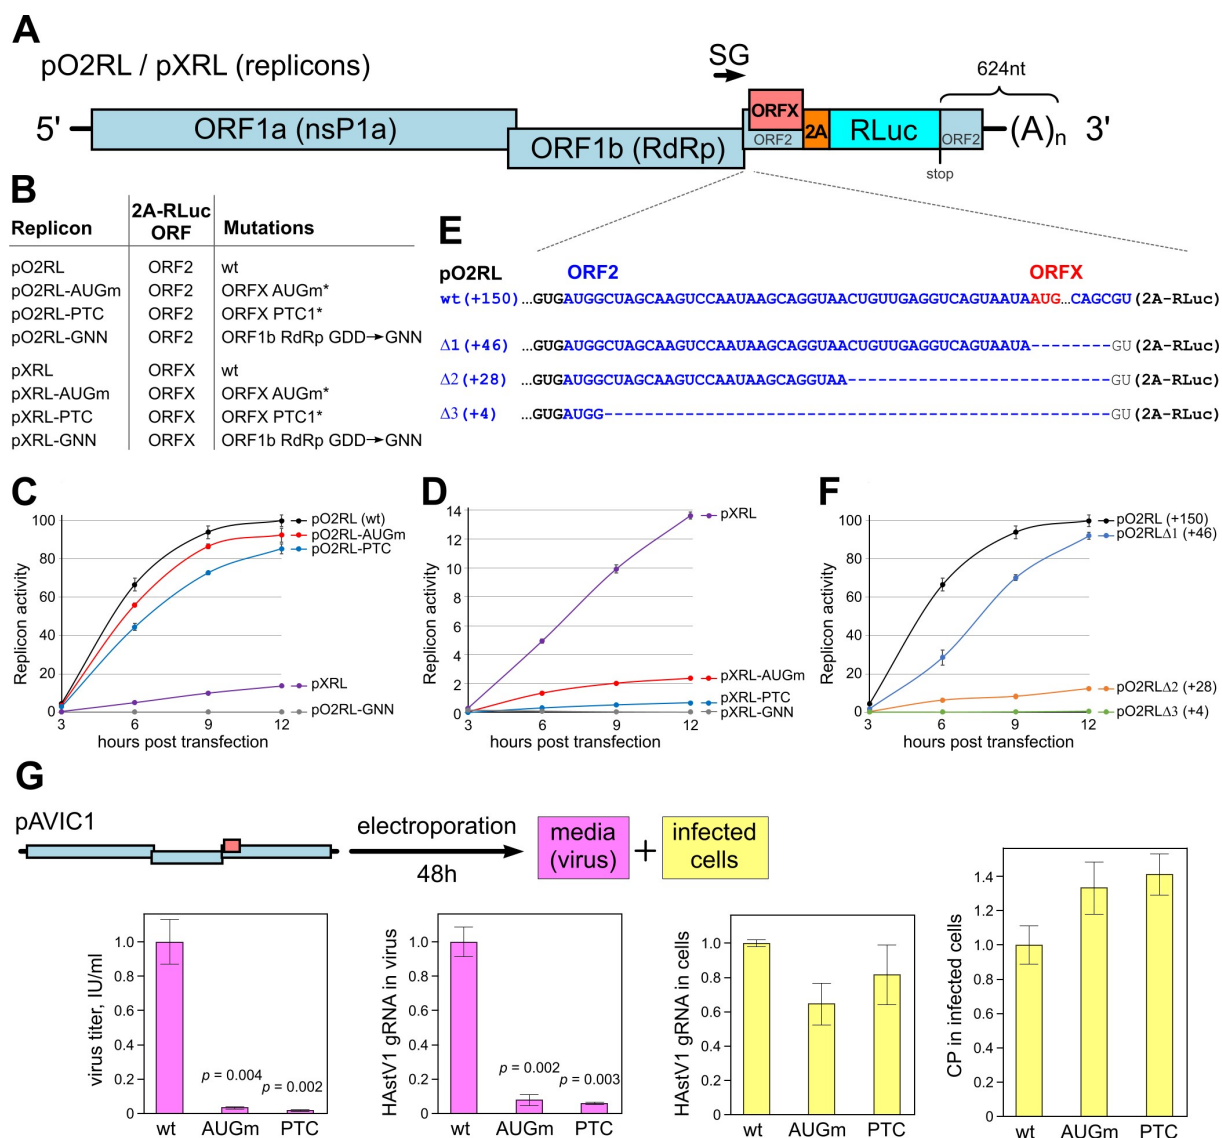 A
pO2RL / pXRL (replicons)
SG
624nt
5'
ORF1a (nsP1a)
ORF1b (RdRp)
ORFX
ORF2
2A
RLuc
ORF2
(A)n
3'
stop
B
Replicon
2A-RLuc ORF
Mutations
pO2RL ORF2 wt
pO2RL-AUGm ORF2 ORFX AUGm*
pO2RL-PTC ORF2 ORFX PTC1*
pO2RL-GNN ORF2 ORF1b RdRp GDD→GNN
pXRL ORFX wt
pXRL-AUGm ORFX ORFX AUGm*
pXRL-PTC ORFX ORFX PTC1*
pXRL-GNN ORFX ORF1b RdRp GDD→GNN
E
pO2RL ORF2 ORFX
wt(+150) ...GUGAUGGCUAGCAAGUCCAAUAAGCAGGUAACUGUUGAGGUCAGUAAUAAUG...CAGCGU(2A-RLuc)
Δ1(+46) ...GUGAUGGCUAGCAAGUCCAAUAAGCAGGUAACUGUUGAGGUCAGUAAUA--------GU(2A-RLuc)
Δ2(+28) ...GUGAUGGCUAGCAAGUCCAAUAAGCAGGUAA--------------------------GU(2A-RLuc)
Δ3(+4) ...GUGAUGG--------------------------------------------------GU(2A-RLuc)
C
Replicon activity
100
80
60
40
20
0
3 6 9 12
hours post transfection
pO2RL (wt)
pO2RL-AUGm
pO2RL-PTC
pXRL
pO2RL-GNN
D
Replicon activity
14
12
10
8
6
4
2
0
3 6 9 12
hours post transfection
pXRL
pXRL-AUGm
pXRL-PTC
pXRL-GNN
F
Replicon activity
100
80
60
40
20
0
3 6 9 12
hours post transfection
pO2RL (+150)
pO2RLΔ1 (+46)
pO2RLΔ2 (+28)
pO2RLΔ3 (+4)
G
pAVIC1
electroporation
48h
media (virus)
+
infected cells
virus titer, IU/ml
1.0
0.8
0.6
0.4
0.2
0
p = 0.004
p = 0.002
wt AUGm PTC
HAstV1 gRNA in virus
1.0
0.8
0.6
0.4
0.2
0
p = 0.002
p = 0.003
wt AUGm PTC
HAstV1 gRNA in cells
1.0
0.8
0.6
0.4
0.2
0
wt AUGm PTC
CP in infected cells
1.4
1.2
1.0
0.8
0.6
0.4
0.2
0
wt AUGm PTC